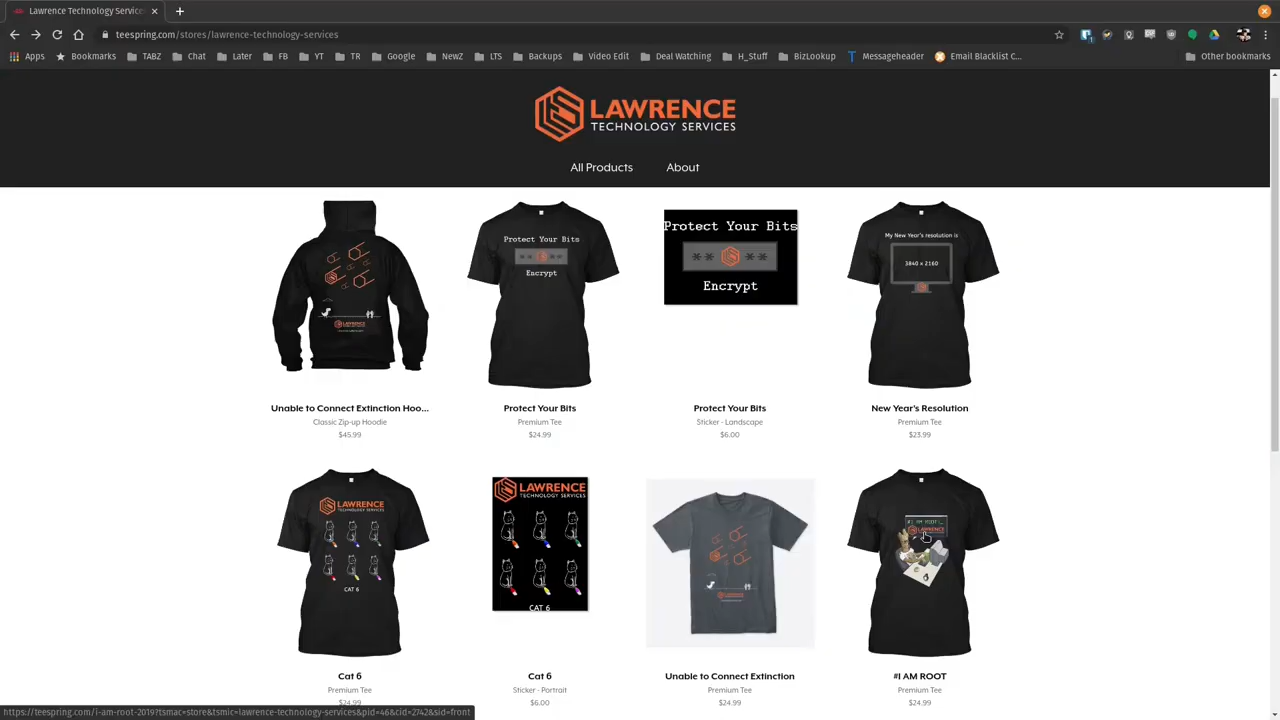 Lawrence Technology Services
teespring.com/stores/lawrence-technology-services
Apps Bookmarks TABZ Chat Later FB YT TR Google NewZ LTS Backups Video Edit Deal Watching H_Stuff BizLookup Messageheader Email Blacklist C... Other bookmarks
LAWRENCE
TECHNOLOGY SERVICES
All Products About
Protect Your Bits
Encrypt
Protect Your Bits
** **
Encrypt
My New Year's resolution is
3840 x 2160
Unable to Connect Extinction Hoo... Protect Your Bits Protect Your Bits New Year's Resolution
Classic Zip-up Hoodie Premium Tee Sticker - Landscape Premium Tee
$45.99 $24.99 $6.00 $23.99
LAWRENCE
TECHNOLOGY SERVICES
CAT 6
LAWRENCE
TECHNOLOGY SERVICES
CAT 6
#I AM ROOT
LAWRENCE
Cat 6 Cat 6 Unable to Connect Extinction #I AM ROOT
Premium Tee Sticker - Portrait Premium Tee Premium Tee
$24.99 $6.00 $24.99 $24.99
https://teespring.com/i-am-root-2019?tsmac=store&tsmic=lawrence-technology-services&pid=46&cid=2742&sid=front